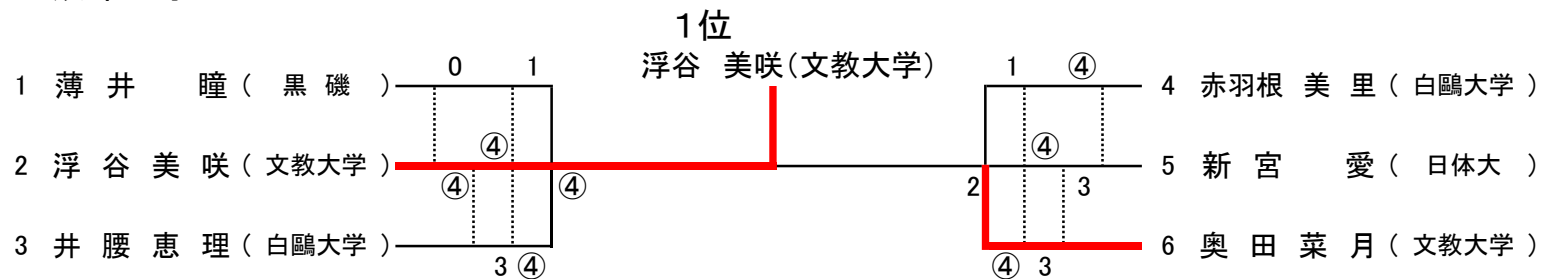 1位
浮谷 美咲(文教大学)
0 1
1 薄井 瞳(黒磯)
④
2 浮谷美咲(文教大学)
④ ④
3 井腰恵理(白鷗大学)
3 ④
1 ④
4 赤羽根美里(白鷗大学)
④
5 新宮 愛(日体大)
2 3
6 奥田菜月(文教大学)
④ 3